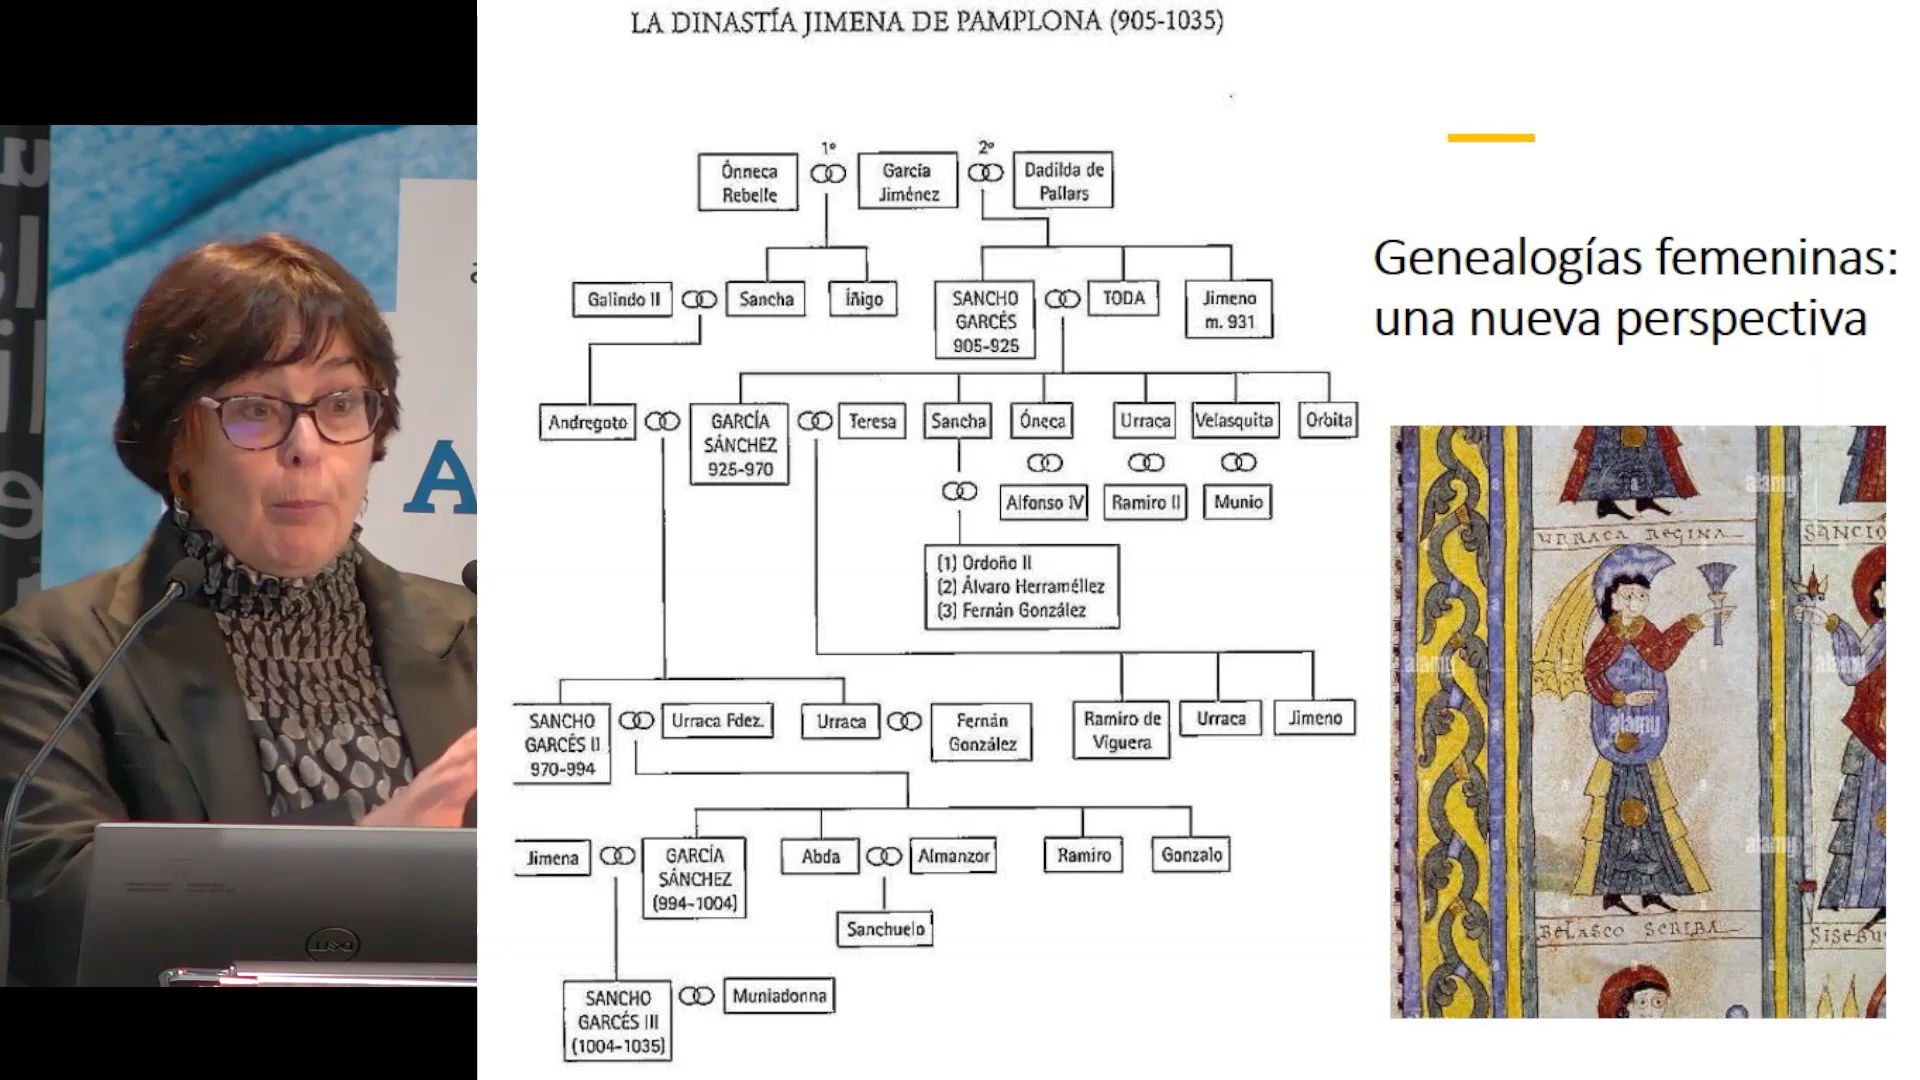 LA DINASTÍA JIMENA DE PAMPLONA (905-1035)
1º
2º
Ónneca
Rebelle
García
Jiménez
Dadilda de
Pallars
Galindo II
Sancha
Íñigo
SANCHO
GARCÉS
905-925
TODA
Jimeno
m. 931
Andregoto
GARCÍA
SÁNCHEZ
925-970
Teresa
Sancha
Óneca
Urraca
Velasquita
Orbita
Alfonso IV
Ramiro II
Munio
(1) Ordoño II
(2) Álvaro Herraméllez
(3) Fernán González
SANCHO
GARCÉS II
970-994
Urraca Fdez.
Urraca
Fernán
González
Ramiro de
Viguera
Urraca
Jimeno
Jimena
GARCÍA
SÁNCHEZ
(994-1004)
Abda
Almanzor
Ramiro
Gonzalo
Sanchuelo
SANCHO
GARCÉS III
(1004-1035)
Muniadonna
Genealogías femeninas:
una nueva perspectiva
URRACA REGINA
SANCIO
BELASCO SCRIBA
SISEBU
alamy
alamy
alamy
alamy
alamy
A
DELL